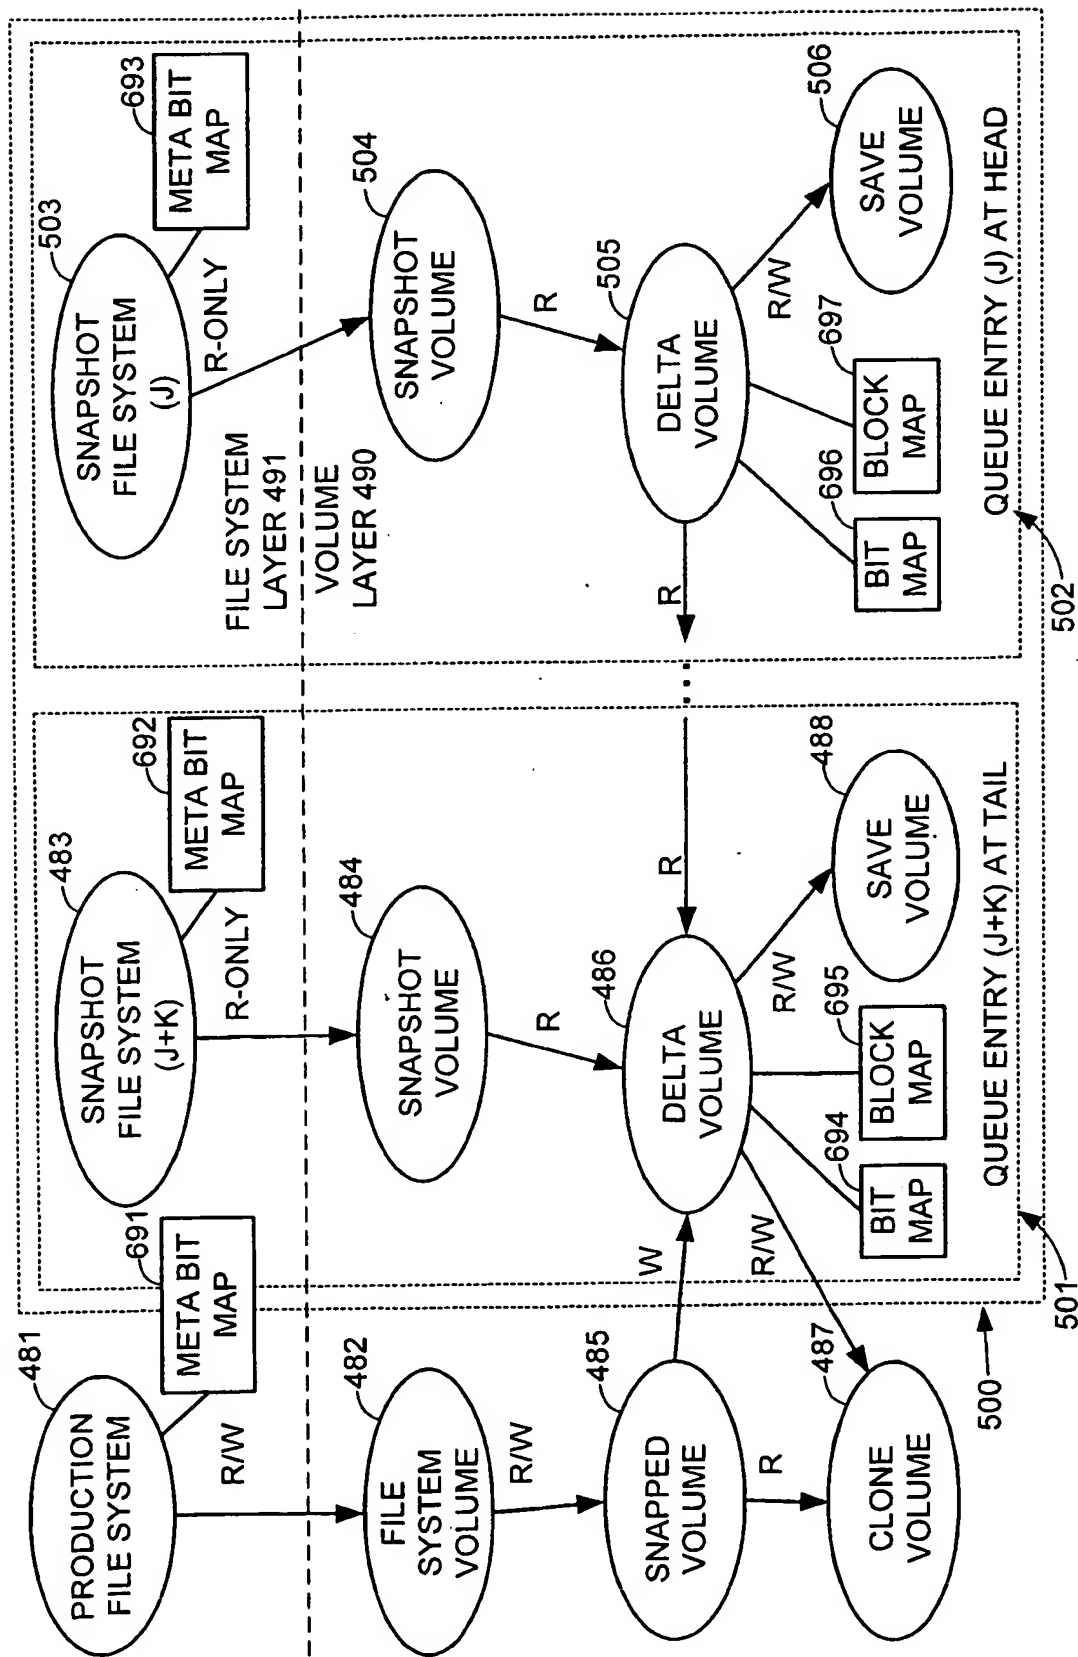 481
PRODUCTION
FILE SYSTEM
691
META BIT
MAP
R/W
482
FILE
SYSTEM
VOLUME
R/W
485
SNAPPED
VOLUME
W
R
R/W
487
CLONE
VOLUME
500
501
483
SNAPSHOT
FILE SYSTEM
(J+K)
692
META BIT
MAP
R-ONLY
484
SNAPSHOT
VOLUME
R
486
DELTA
VOLUME
R
R/W
694
BIT
MAP
695
BLOCK
MAP
488
SAVE
VOLUME
QUEUE ENTRY (J+K) AT TAIL
503
SNAPSHOT
FILE SYSTEM
(J)
693
META BIT
MAP
R-ONLY
FILE SYSTEM
LAYER 491
VOLUME
LAYER 490
504
SNAPSHOT
VOLUME
R
505
DELTA
VOLUME
R
R/W
696
BIT
MAP
697
BLOCK
MAP
506
SAVE
VOLUME
QUEUE ENTRY (J) AT HEAD
502